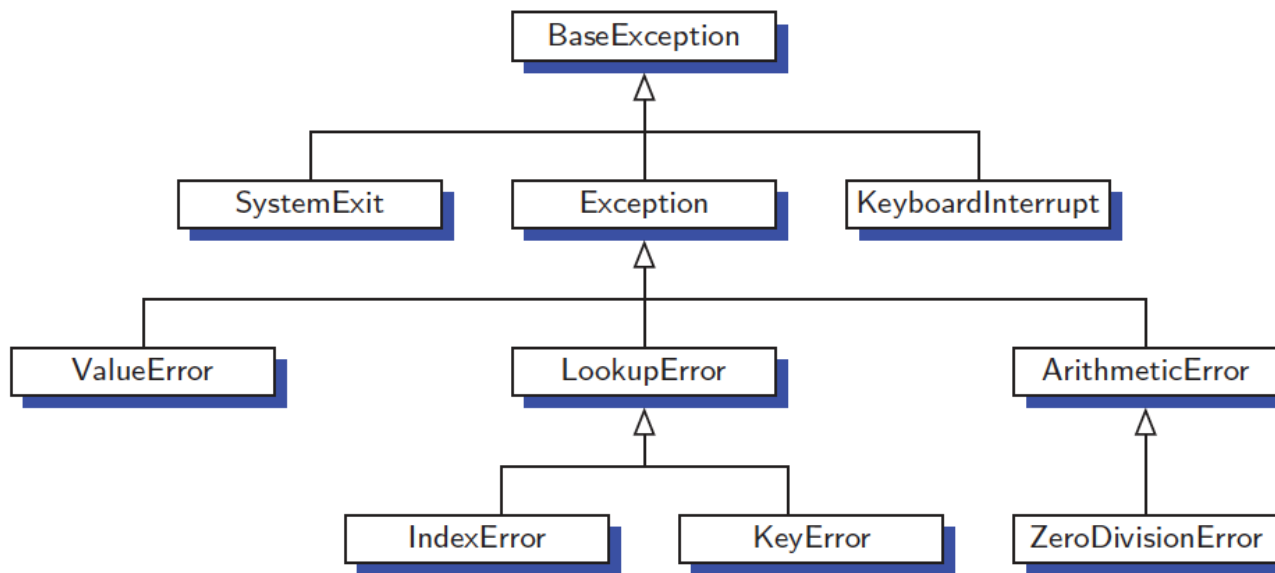 BaseException
SystemExit
Exception
KeyboardInterrupt
ValueError
LookupError
ArithmeticError
IndexError
KeyError
ZeroDivisionError